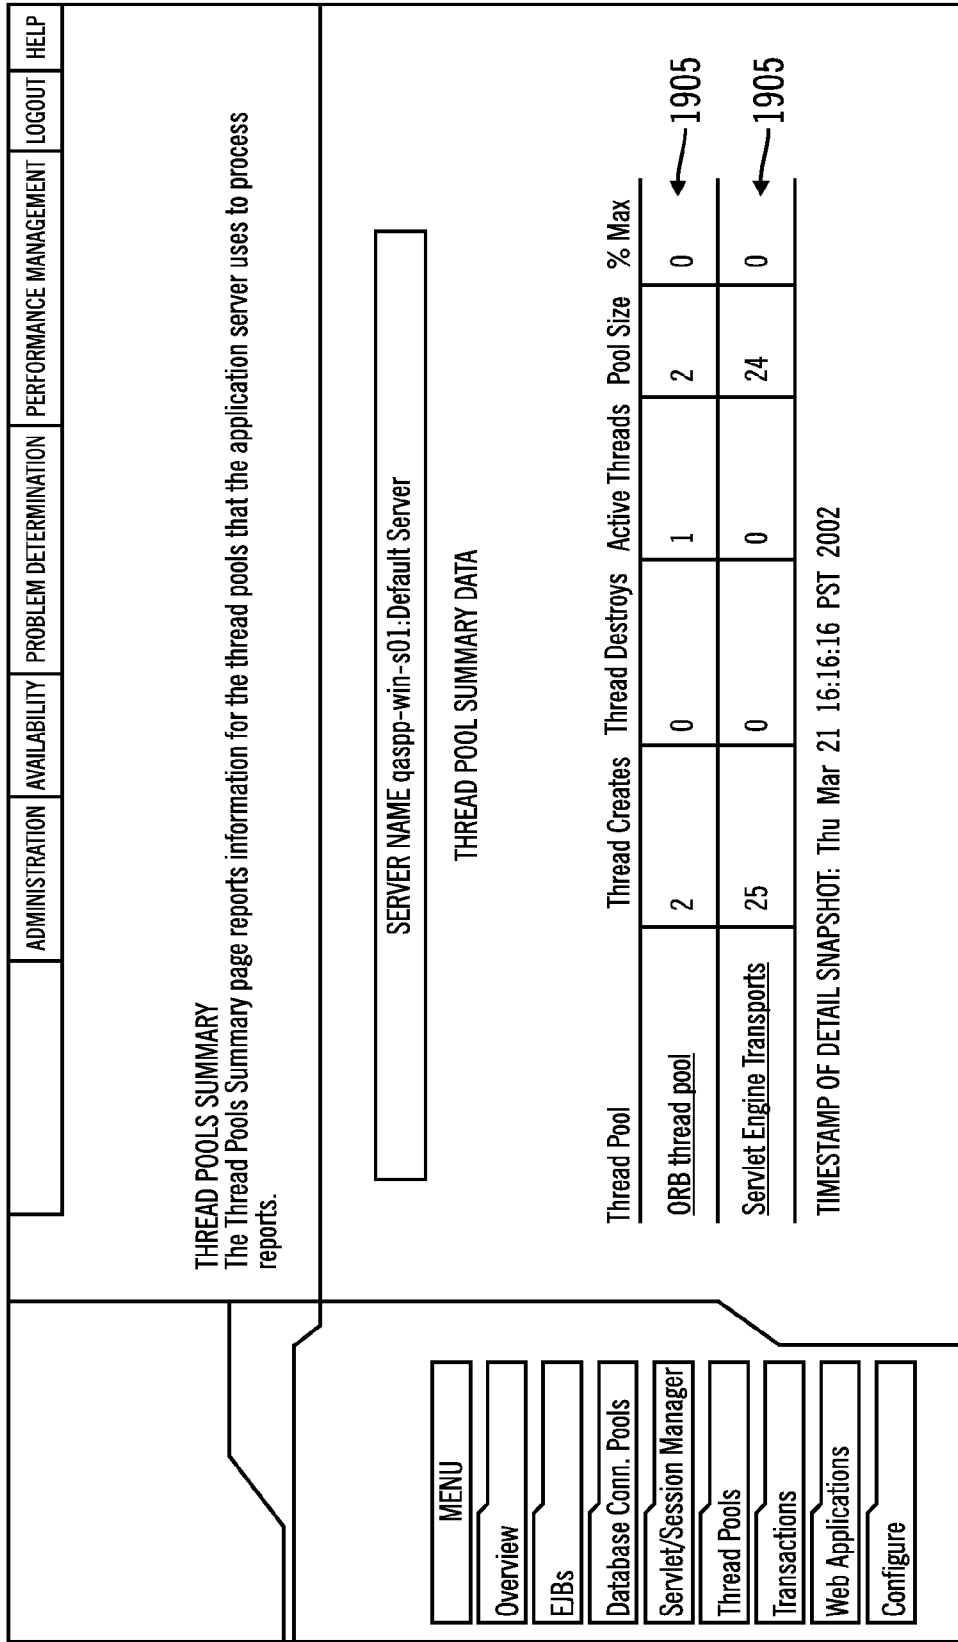 ADMINISTRATION AVAILABILITY PROBLEM DETERMINATION PERFORMANCE MANAGEMENT LOGOUT HELP
THREAD POOLS SUMMARY
The Thread Pools Summary page reports information for the thread pools that the application server uses to process
reports.
MENU
Overview
EJBs
Database Conn. Pools
Servlet/Session Manager
Thread Pools
Transactions
Web Applications
Configure
SERVER NAME qaspp-win-s01:Default Server
THREAD POOL SUMMARY DATA
Thread Pool Thread Creates Thread Destroys Active Threads Pool Size % Max
ORB thread pool 2 0 1 2 0 1905
Servlet Engine Transports 25 0 0 24 0 1905
TIMESTAMP OF DETAIL SNAPSHOT: Thu Mar 21 16:16:16 PST 2002